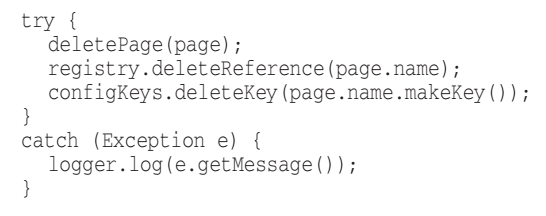 try {
  deletePage(page);
  registry.deleteReference(page.name);
  configKeys.deleteKey(page.name.makeKey());
}
catch (Exception e) {
  logger.log(e.getMessage());
}